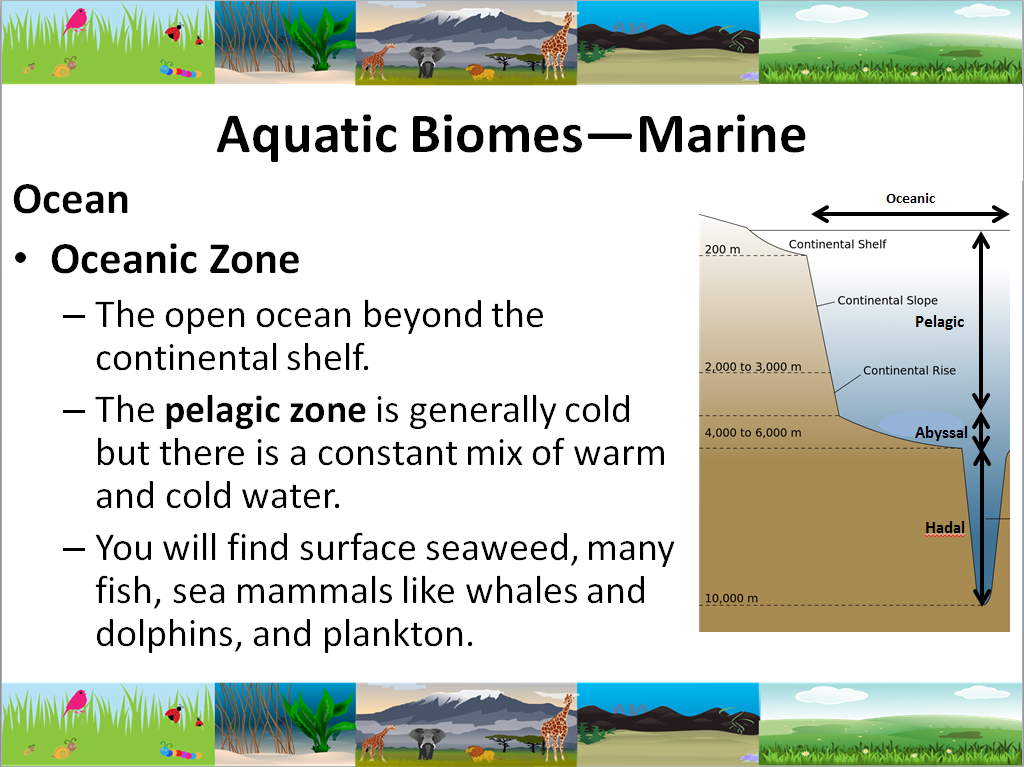 Aquatic Biomes—Marine
Ocean
• Oceanic Zone
– The open ocean beyond the
continental shelf.
– The pelagic zone is generally cold
but there is a constant mix of warm
and cold water.
– You will find surface seaweed, many
fish, sea mammals like whales and
dolphins, and plankton.
Oceanic
Continental Shelf
200 m
Continental Slope
Pelagic
2,000 to 3,000 m
Continental Rise
4,000 to 6,000 m
Abyssal
Hadal
10,000 m